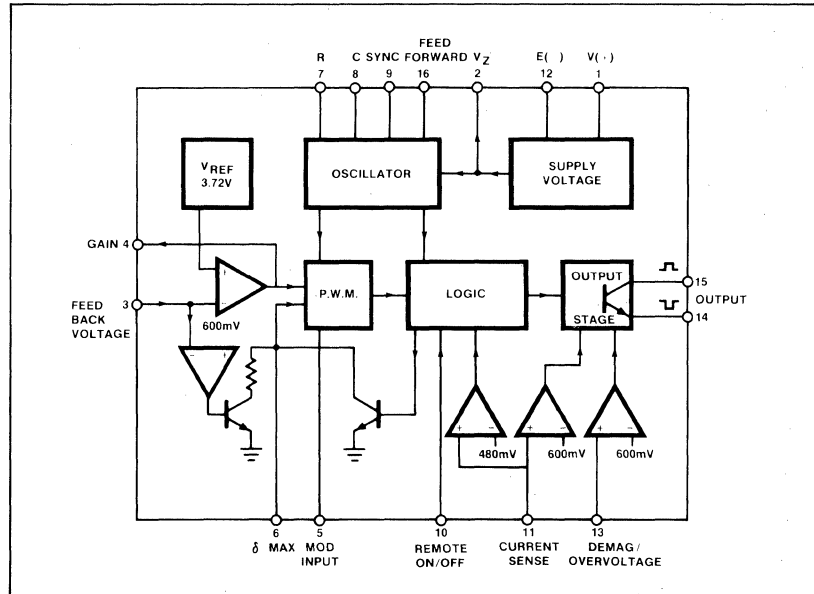 FEED
R C SYNC FORWARD VZ E( ) V(·)
7 8 9 16 2 12 1
VREF
3.72V
OSCILLATOR
SUPPLY
VOLTAGE
GAIN 4
+
P.W.M.
LOGIC
OUTPUT
STAGE
15
OUTPUT
14
3
-
FEED
BACK
VOLTAGE
600mV
- +
+ - + - + -
480mV 600mV 600mV
6 5 10 11 13
δ MAX MOD
INPUT
REMOTE
ON/OFF
CURRENT
SENSE
DEMAG/
OVERVOLTAGE